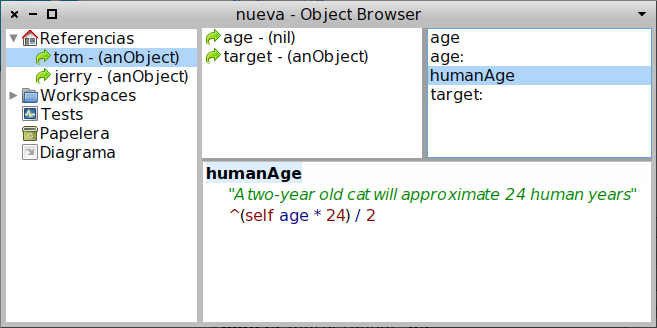 nueva - Object Browser
Referencias
tom - (anObject)
jerry - (anObject)
Workspaces
Tests
Papelera
Diagrama
age - (nil)
target - (anObject)
age
age:
humanAge
target:
humanAge
"A two-year old cat will approximate 24 human years"
^(self age * 24) / 2